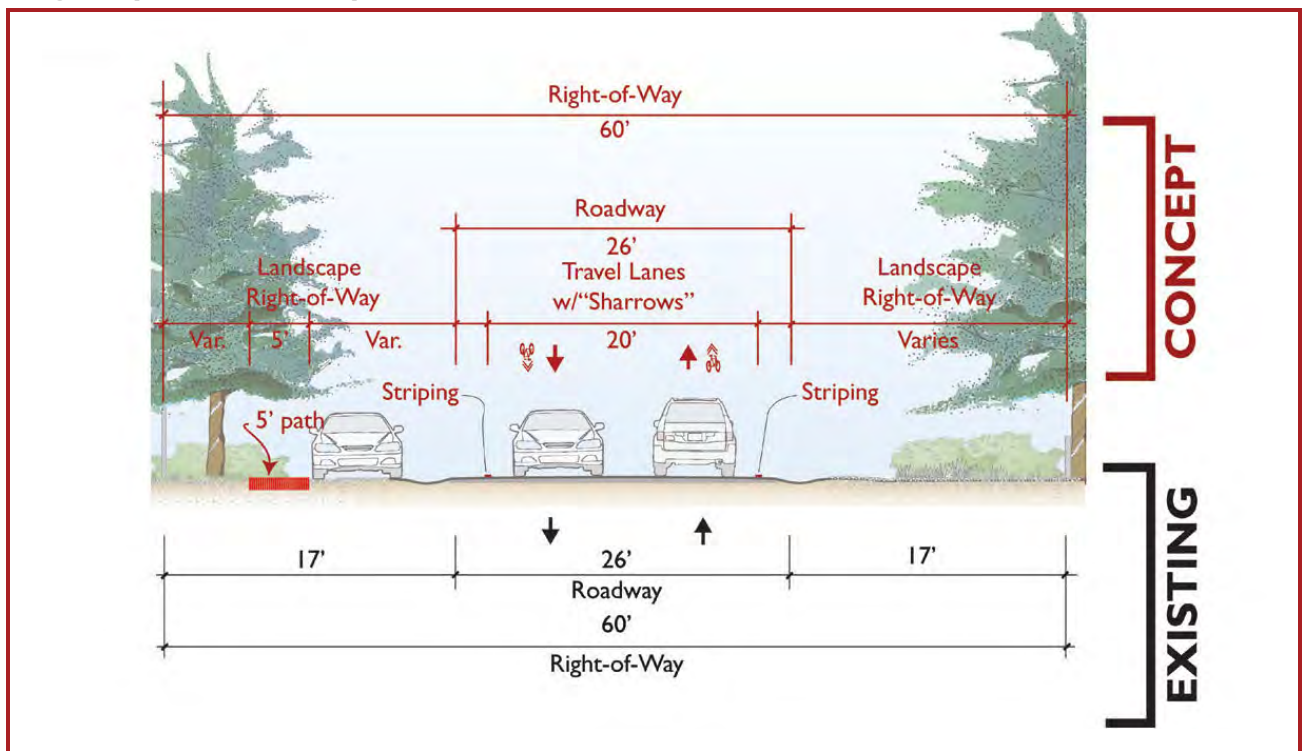 Right-of-Way
60’
Roadway
26’
Landscape
Right-of-Way
Travel Lanes
w/“Sharrows”
Landscape
Right-of-Way
Var.
5’
Var.
20’
Varies
Striping
Striping
5’ path
CONCEPT
17’
26’
17’
Roadway
60’
Right-of-Way
EXISTING